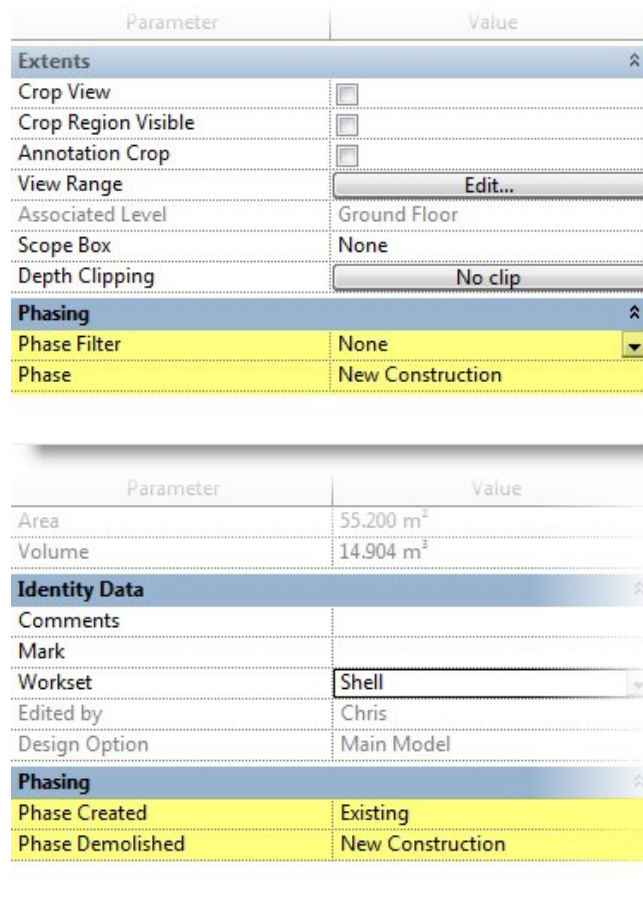 Parameter Value
Extents
Crop View
Crop Region Visible
Annotation Crop
View Range Edit...
Associated Level Ground Floor
Scope Box None
Depth Clipping No clip
Phasing
Phase Filter None
Phase New Construction
Parameter Value
Area 55.200 m²
Volume 14.904 m³
Identity Data
Comments
Mark
Workset Shell
Edited by Chris
Design Option Main Model
Phasing
Phase Created Existing
Phase Demolished New Construction